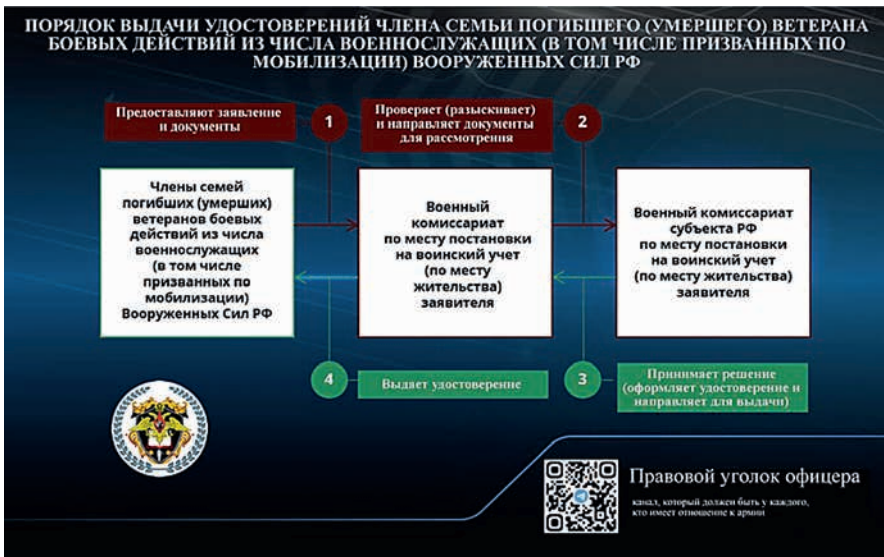 ПОРЯДОК ВЫДАЧИ УДОСТОВЕРЕНИЙ ЧЛЕНА СЕМЬИ ПОГИБШЕГО (УМЕРШЕГО) ВЕТЕРАНА
БОЕВЫХ ДЕЙСТВИЙ ИЗ ЧИСЛА ВОЕННОСЛУЖАЩИХ (В ТОМ ЧИСЛЕ ПРИЗВАННЫХ ПО
МОБИЛИЗАЦИИ) ВООРУЖЕННЫХ СИЛ РФ
Предоставляют заявление
и документы
1
Проверяет (разыскивает)
и направляет документы
для рассмотрения
2
Члены семей
погибших (умерших)
ветеранов боевых
действий из числа
военнослужащих
(в том числе
призванных по
мобилизации)
Вооруженных Сил РФ
Военный
комиссариат
по месту постановки
на воинский учет
(по месту
жительства)
заявителя
Военный комиссариат
субъекта РФ
по месту постановки
на воинский учет
(по месту жительства)
заявителя
4
Выдает удостоверение
3
Принимает решение
(оформляет удостоверение и
направляет для выдачи)
Правовой уголок офицера
канал, который должен быть у каждого,
кто имеет отношение к армии